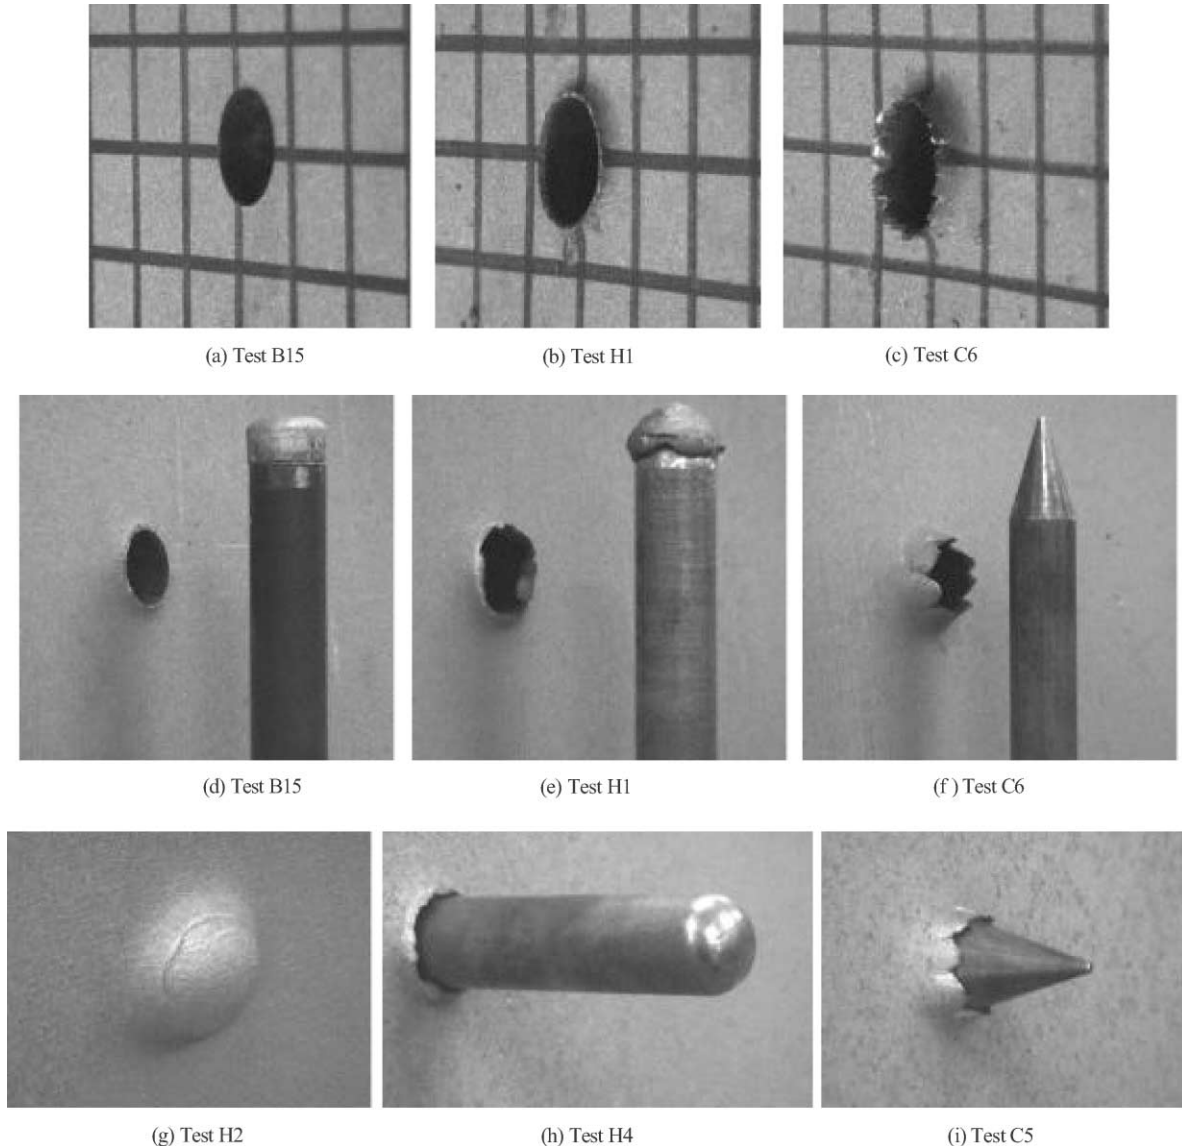 (a) Test B15
(b) Test H1
(c) Test C6
(d) Test B15
(e) Test H1
(f ) Test C6
(g) Test H2
(h) Test H4
(i) Test C5